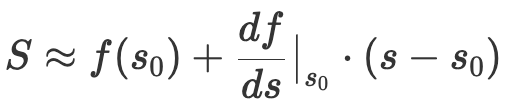 S ≈ f(s₀) + df/ds |ₛ₀ · (s − s₀)